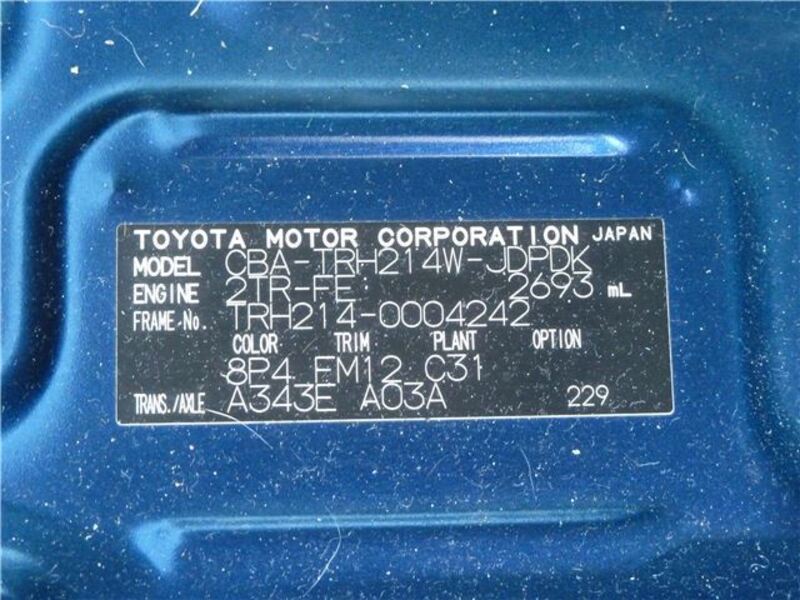 TOYOTA MOTOR CORPORATION JAPAN
MODEL CBA-TRH214W-JDPDK
ENGINE 2TR-FE: 2693 mL
FRAME-No. TRH214-0004242
COLOR TRIM PLANT OPTION
8P4 FM12 C31
TRANS./AXLE A343E A03A 229